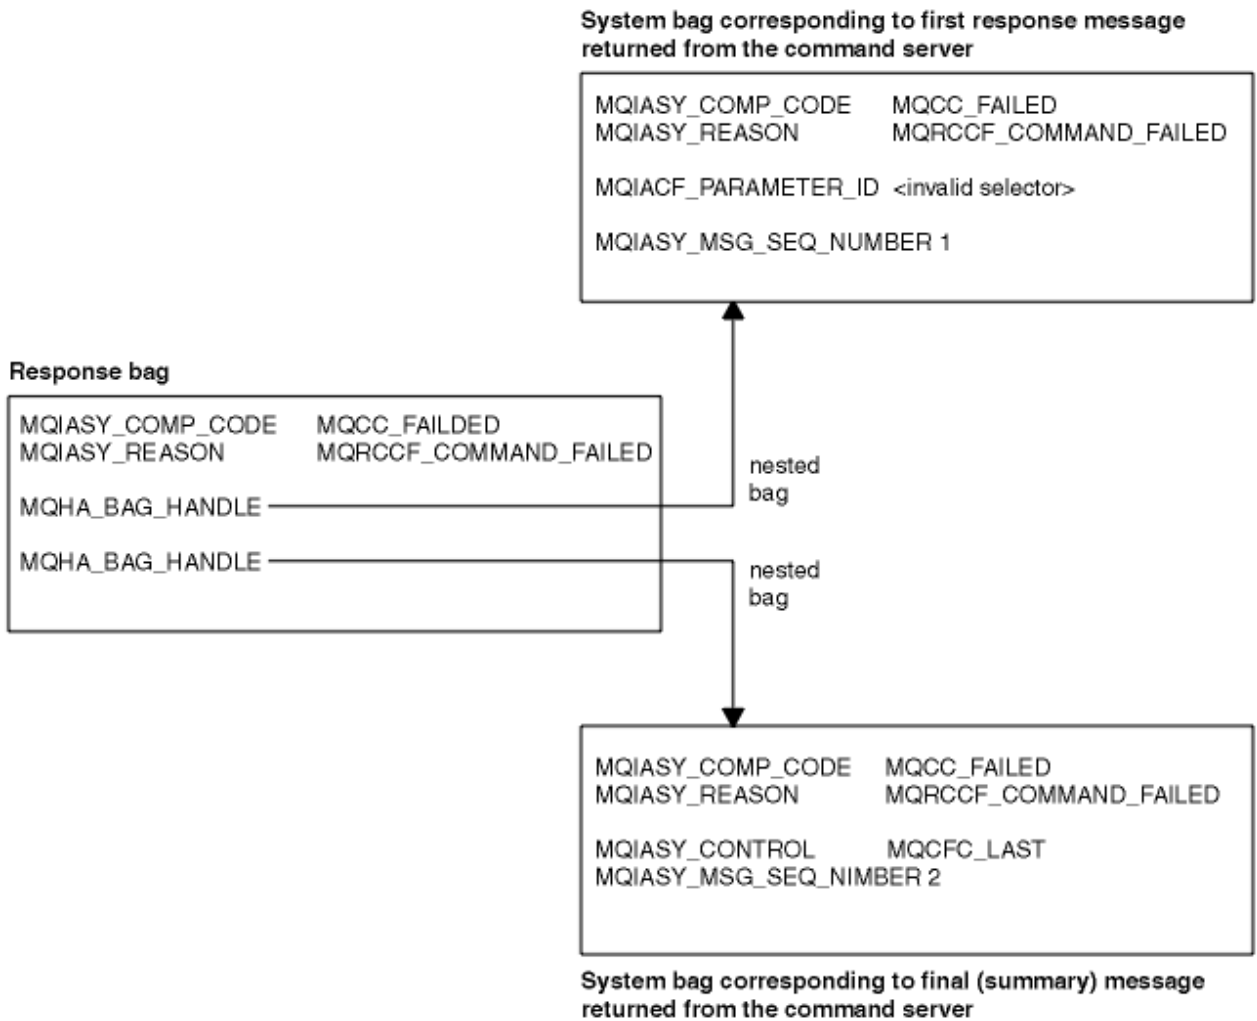 System bag corresponding to first response message
returned from the command server
MQIASY_COMP_CODE MQCC_FAILED
MQIASY_REASON MQRCCF_COMMAND_FAILED
MQIACF_PARAMETER_ID <invalid selector>
MQIASY_MSG_SEQ_NUMBER 1
Response bag
MQIASY_COMP_CODE MQCC_FAILDED
MQIASY_REASON MQRCCF_COMMAND_FAILED
MQHA_BAG_HANDLE
MQHA_BAG_HANDLE
nested
bag
nested
bag
MQIASY_COMP_CODE MQCC_FAILED
MQIASY_REASON MQRCCF_COMMAND_FAILED
MQIASY_CONTROL MQCFC_LAST
MQIASY_MSG_SEQ_NIMBER 2
System bag corresponding to final (summary) message
returned from the command server